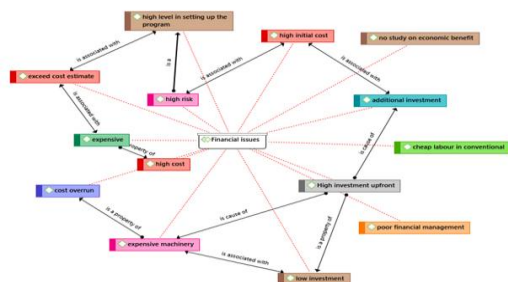 high level in setting up the
program
high initial cost
no study on economic benefit
is associated with
is a
exceed cost estimate
is associated with
is associated with
high risk
additional investment
is associated with
expensive
property of
Financial issues
is cause of
cheap labour in conventional
high cost
cost overrun
High investment upfront
is a property of
is cause of
is a property of
poor financial management
expensive machinery
is associated with
low investment